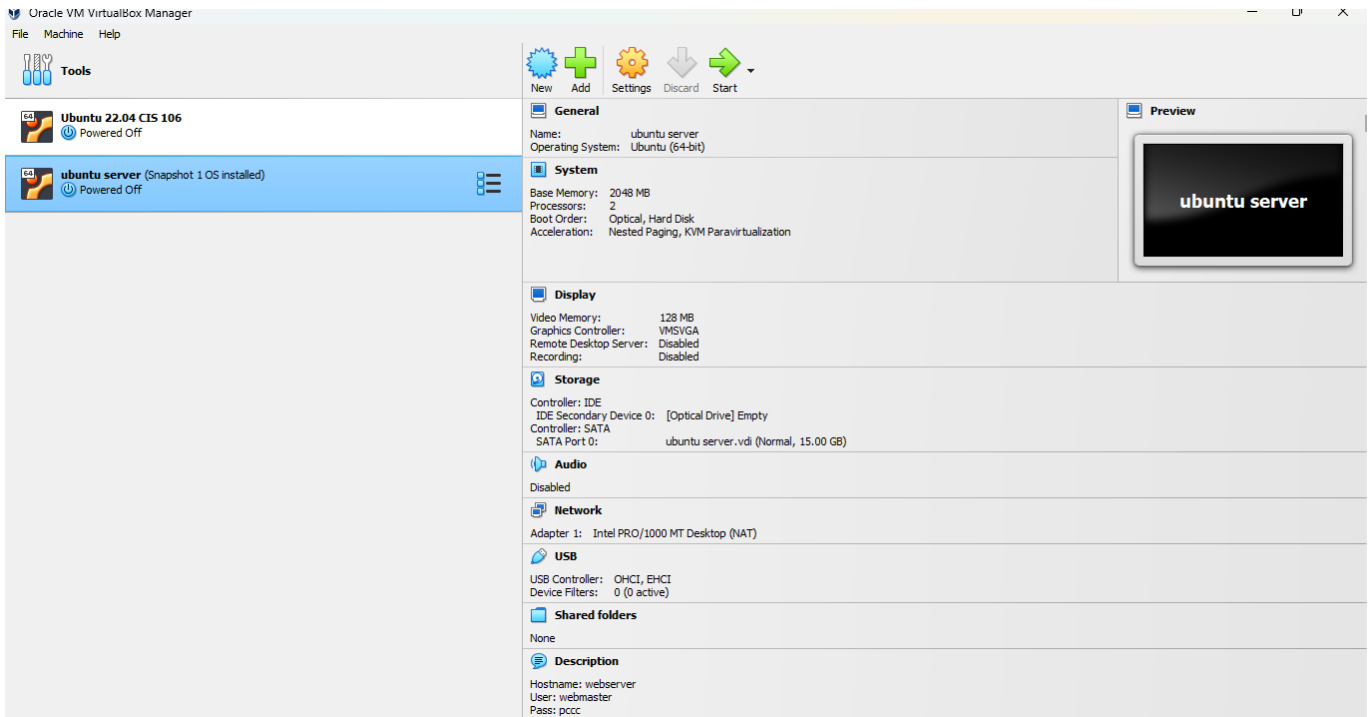 Oracle VM VirtualBox Manager
File Machine Help
Tools
New Add Settings Discard Start
64
Ubuntu 22.04 CIS 106
Powered Off
64
ubuntu server (Snapshot 1 OS installed)
Powered Off
General
Name: ubuntu server
Operating System: Ubuntu (64-bit)
Preview
ubuntu server
System
Base Memory: 2048 MB
Processors: 2
Boot Order: Optical, Hard Disk
Acceleration: Nested Paging, KVM Paravirtualization
Display
Video Memory: 128 MB
Graphics Controller: VMSVGA
Remote Desktop Server: Disabled
Recording: Disabled
Storage
Controller: IDE
IDE Secondary Device 0: [Optical Drive] Empty
Controller: SATA
SATA Port 0: ubuntu server.vdi (Normal, 15.00 GB)
Audio
Disabled
Network
Adapter 1: Intel PRO/1000 MT Desktop (NAT)
USB
USB Controller: OHCI, EHCI
Device Filters: 0 (0 active)
Shared folders
None
Description
Hostname: webserver
User: webmaster
Pass: pccc